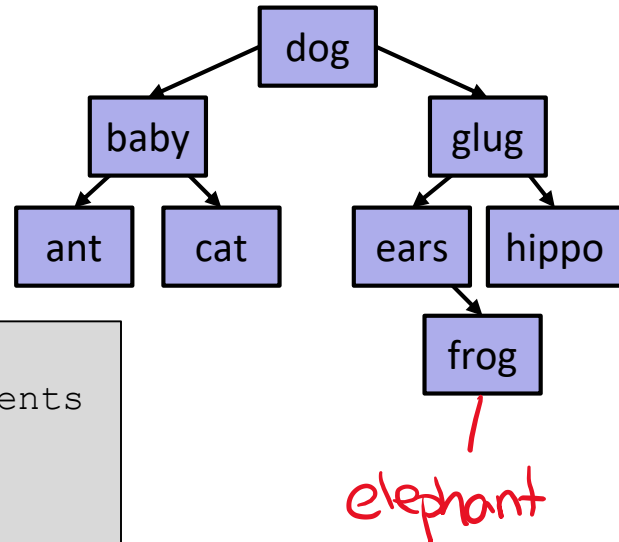 dog
baby glug
ant cat ears hippo
frog
ents
elephant